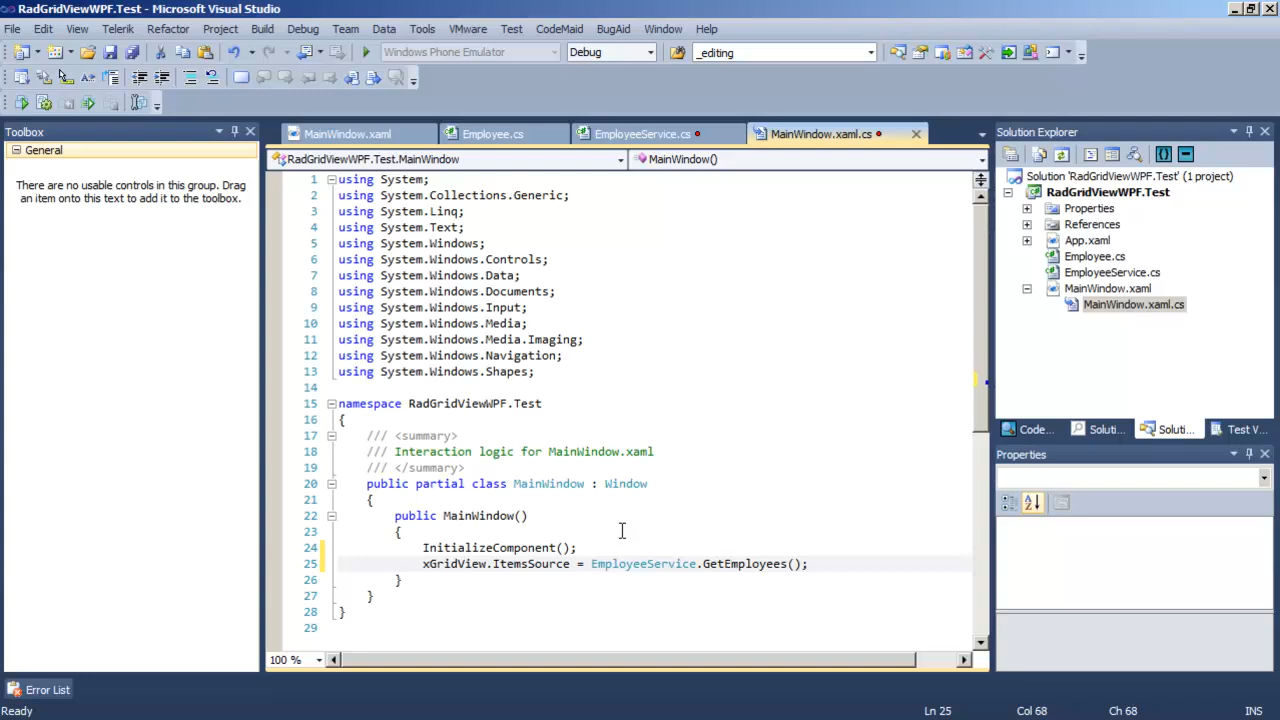 RadGridViewWPF.Test - Microsoft Visual Studio
File Edit View Telerik Refactor Project Build Debug Team Data Tools VMware Test CodeMaid BugAid Window Help
Windows Phone Emulator Debug _editing
Toolbox
General
There are no usable controls in this group. Drag
an item onto this text to add it to the toolbox.
MainWindow.xaml Employee.cs EmployeeService.cs MainWindow.xaml.cs
RadGridViewWPF.Test.MainWindow MainWindow()
1 using System;
2 using System.Collections.Generic;
3 using System.Linq;
4 using System.Text;
5 using System.Windows;
6 using System.Windows.Controls;
7 using System.Windows.Data;
8 using System.Windows.Documents;
9 using System.Windows.Input;
10 using System.Windows.Media;
11 using System.Windows.Media.Imaging;
12 using System.Windows.Navigation;
13 using System.Windows.Shapes;
14
15 namespace RadGridViewWPF.Test
16 {
17 /// <summary>
18 /// Interaction logic for MainWindow.xaml
19 /// </summary>
20 public partial class MainWindow : Window
21 {
22 public MainWindow()
23 {
24 InitializeComponent();
25 xGridView.ItemsSource = EmployeeService.GetEmployees();
26 }
27 }
28 }
29
100 %
Solution Explorer
Solution 'RadGridViewWPF.Test' (1 project)
RadGridViewWPF.Test
Properties
References
App.xaml
Employee.cs
EmployeeService.cs
MainWindow.xaml
MainWindow.xaml.cs
Code... Soluti... Soluti... Test V...
Properties
Error List
Ready Ln 25 Col 68 Ch 68 INS